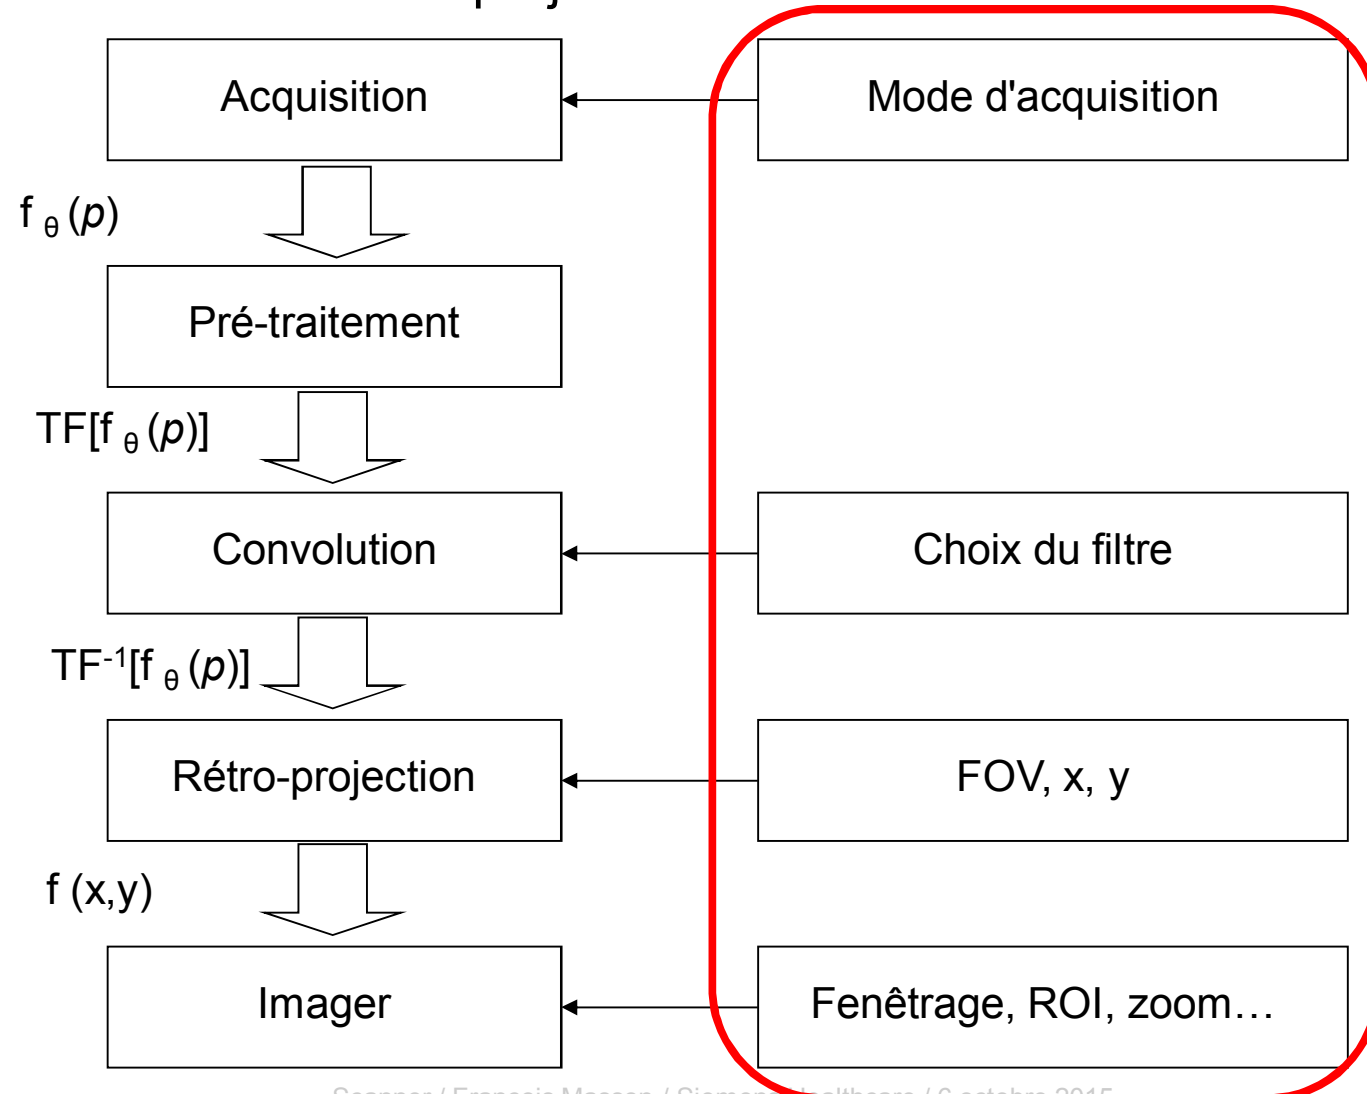 Acquisition
Mode d'acquisition
f θ (p)
Pré-traitement
TF[f θ (p)]
Convolution
Choix du filtre
TF-1[f θ (p)]
Rétro-projection
FOV, x, y
f (x,y)
Imager
Fenêtrage, ROI, zoom…